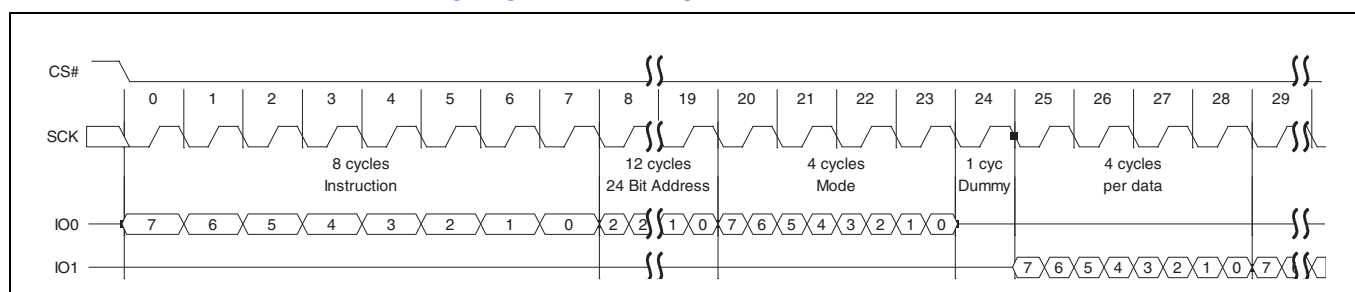 CS#
0 1 2 3 4 5 6 7 8 19 20 21 22 23 24 25 26 27 28 29
SCK
8 cycles 12 cycles 4 cycles 1 cyc 4 cycles
Instruction 24 Bit Address Mode Dummy per data
IO0 7 6 5 4 3 2 1 0 2 2 1 0 7 6 5 4 3 2 1 0
IO1 7 6 5 4 3 2 1 0 7